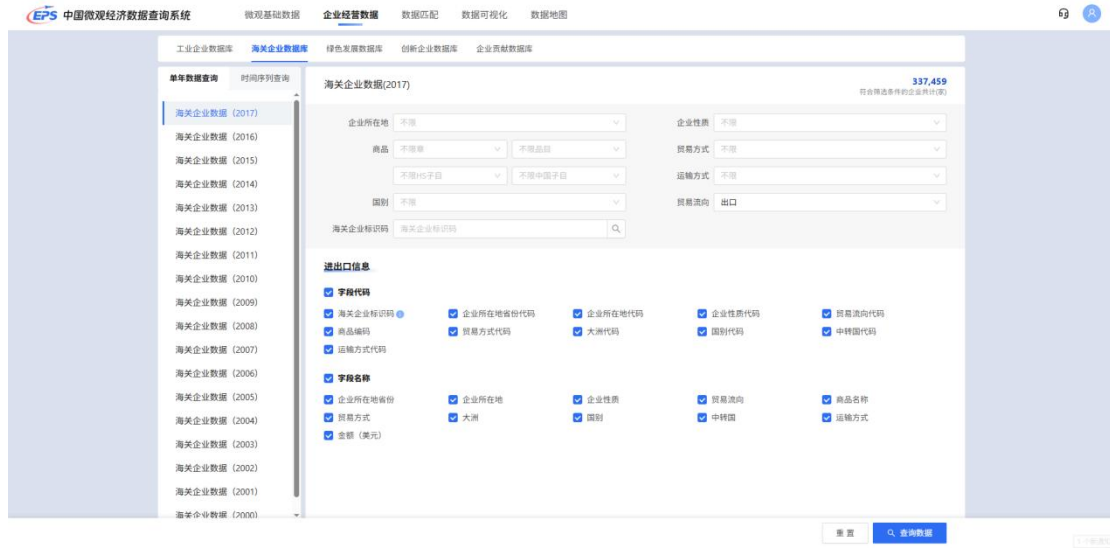 EPS 中国微观经济数据查询系统 微观基础数据 企业经营数据 数据匹配 数据可视化 数据地图
工业企业数据库 海关企业数据库 绿色发展数据库 创新企业数据库 企业贡献数据库
单年数据查询 时间序列查询
海关企业数据（2017）
海关企业数据（2016）
海关企业数据（2015）
海关企业数据（2014）
海关企业数据（2013）
海关企业数据（2012）
海关企业数据（2011）
海关企业数据（2010）
海关企业数据（2009）
海关企业数据（2008）
海关企业数据（2007）
海关企业数据（2006）
海关企业数据（2005）
海关企业数据（2004）
海关企业数据（2003）
海关企业数据（2002）
海关企业数据（2001）
海关企业数据（2000）
海关企业数据(2017)
337,459
符合筛选条件的企业共计(家)
企业所在地 不限 企业性质 不限
商品 不限章 不限品目 贸易方式 不限
不限HS子目 不限中国子目 运输方式 不限
国别 不限 贸易流向 出口
海关企业标识码 海关企业标识码
进出口信息
字段代码
海关企业标识码 企业所在地省份代码 企业所在地代码 企业性质代码 贸易流向代码
商品编码 贸易方式代码 大洲代码 国别代码 中转国代码
运输方式代码
字段名称
企业所在地省份 企业所在地 企业性质 贸易流向 商品名称
贸易方式 大洲 国别 中转国 运输方式
金额（美元）
重置 查询数据